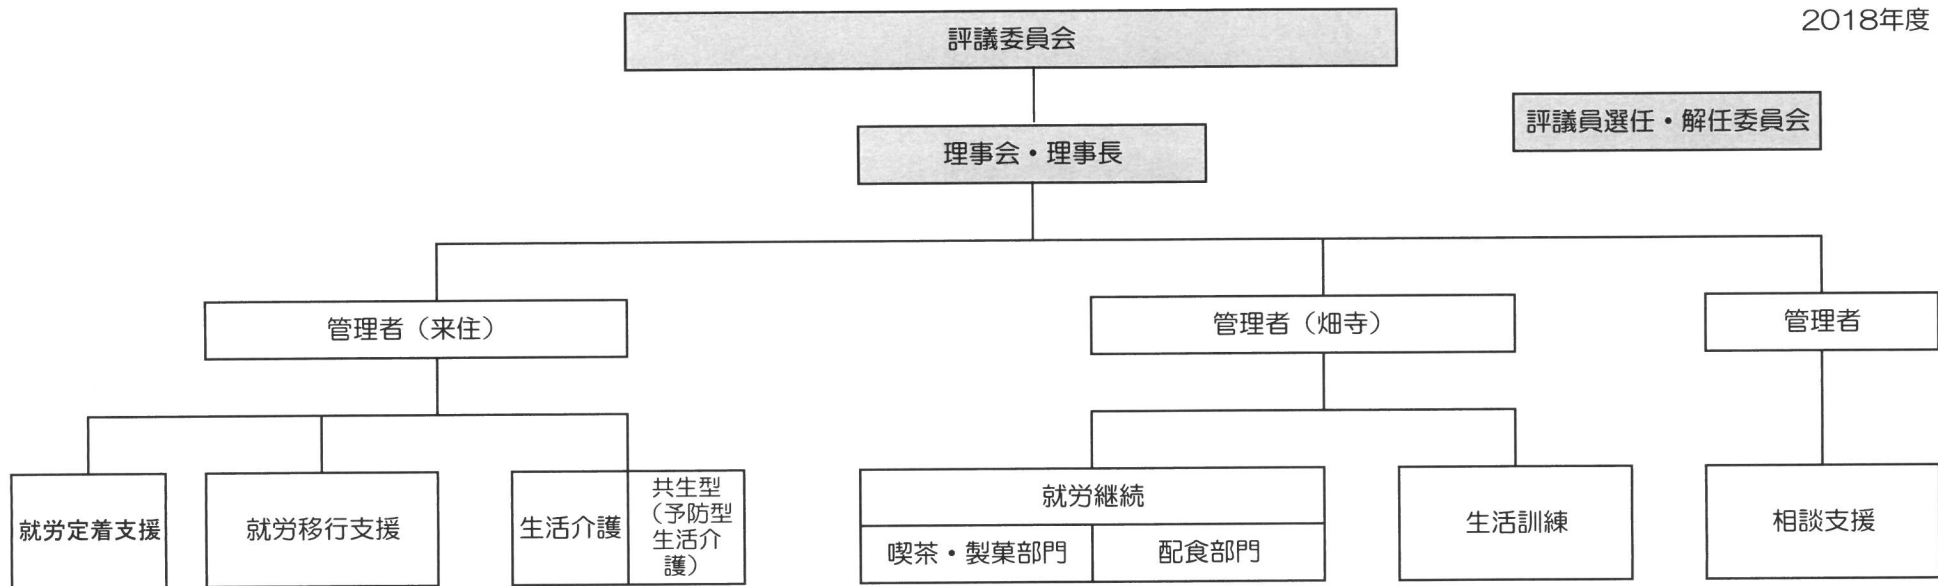 2018年度
評議委員会
評議員選任・解任委員会
理事会・理事長
管理者（来住）
管理者（畑寺）
管理者
就労定着支援
就労移行支援
生活介護
共生型
（予防型
生活介
護）
就労継続
喫茶・製菓部門
配食部門
生活訓練
相談支援